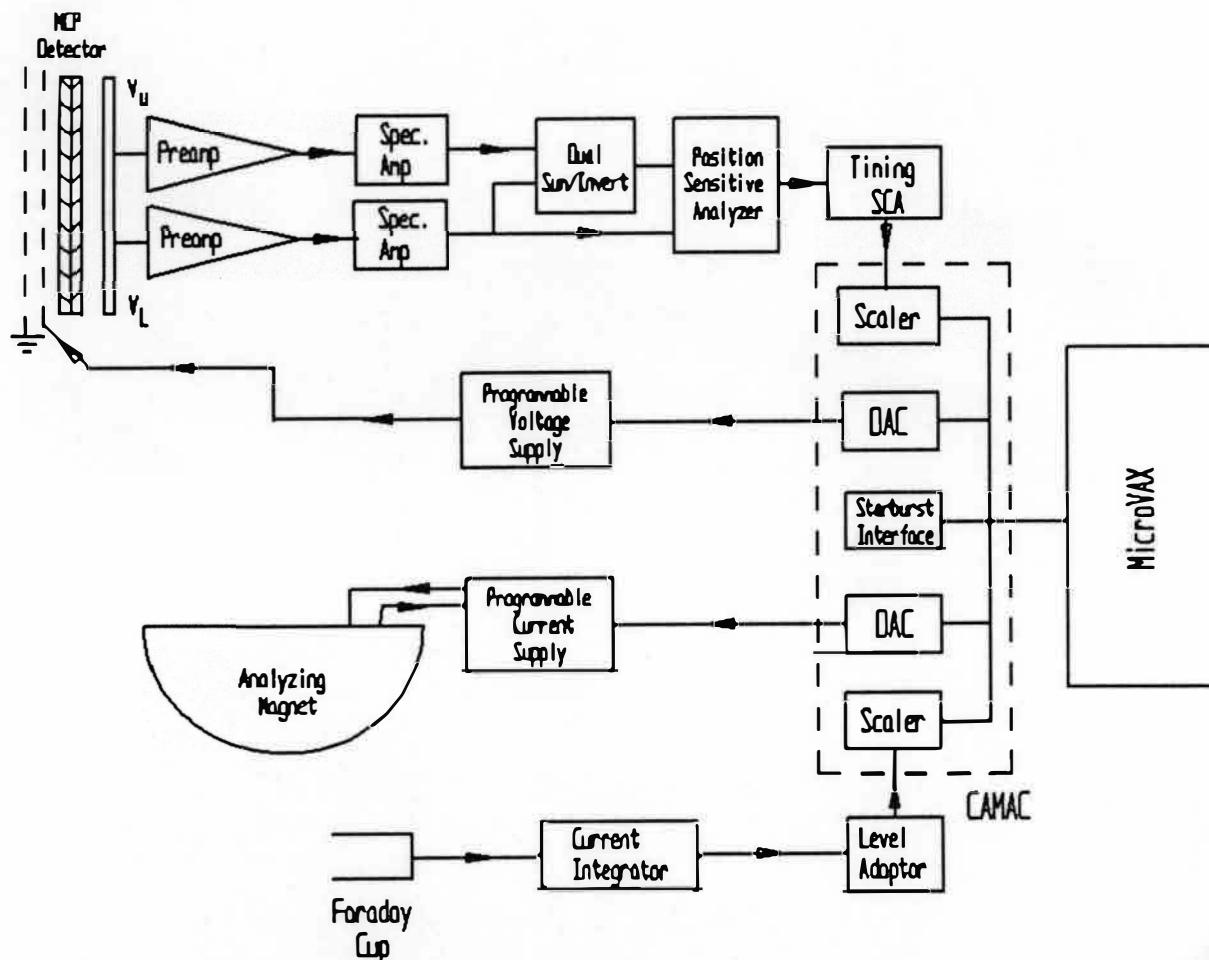 MCP
Detector
Vu
VL
Preamp
Preamp
Spec.
Amp
Spec.
Amp
Dual
Sum/Invert
Position
Sensitive
Analyzer
Timing
SCA
Scaler
Programmable
Voltage
Supply
DAC
Starburst
Interface
MicroVAX
Programmable
Current
Supply
DAC
Analyzing
Magnet
Scaler
CAMAC
Current
Integrator
Level
Adaptor
Faraday
Cup